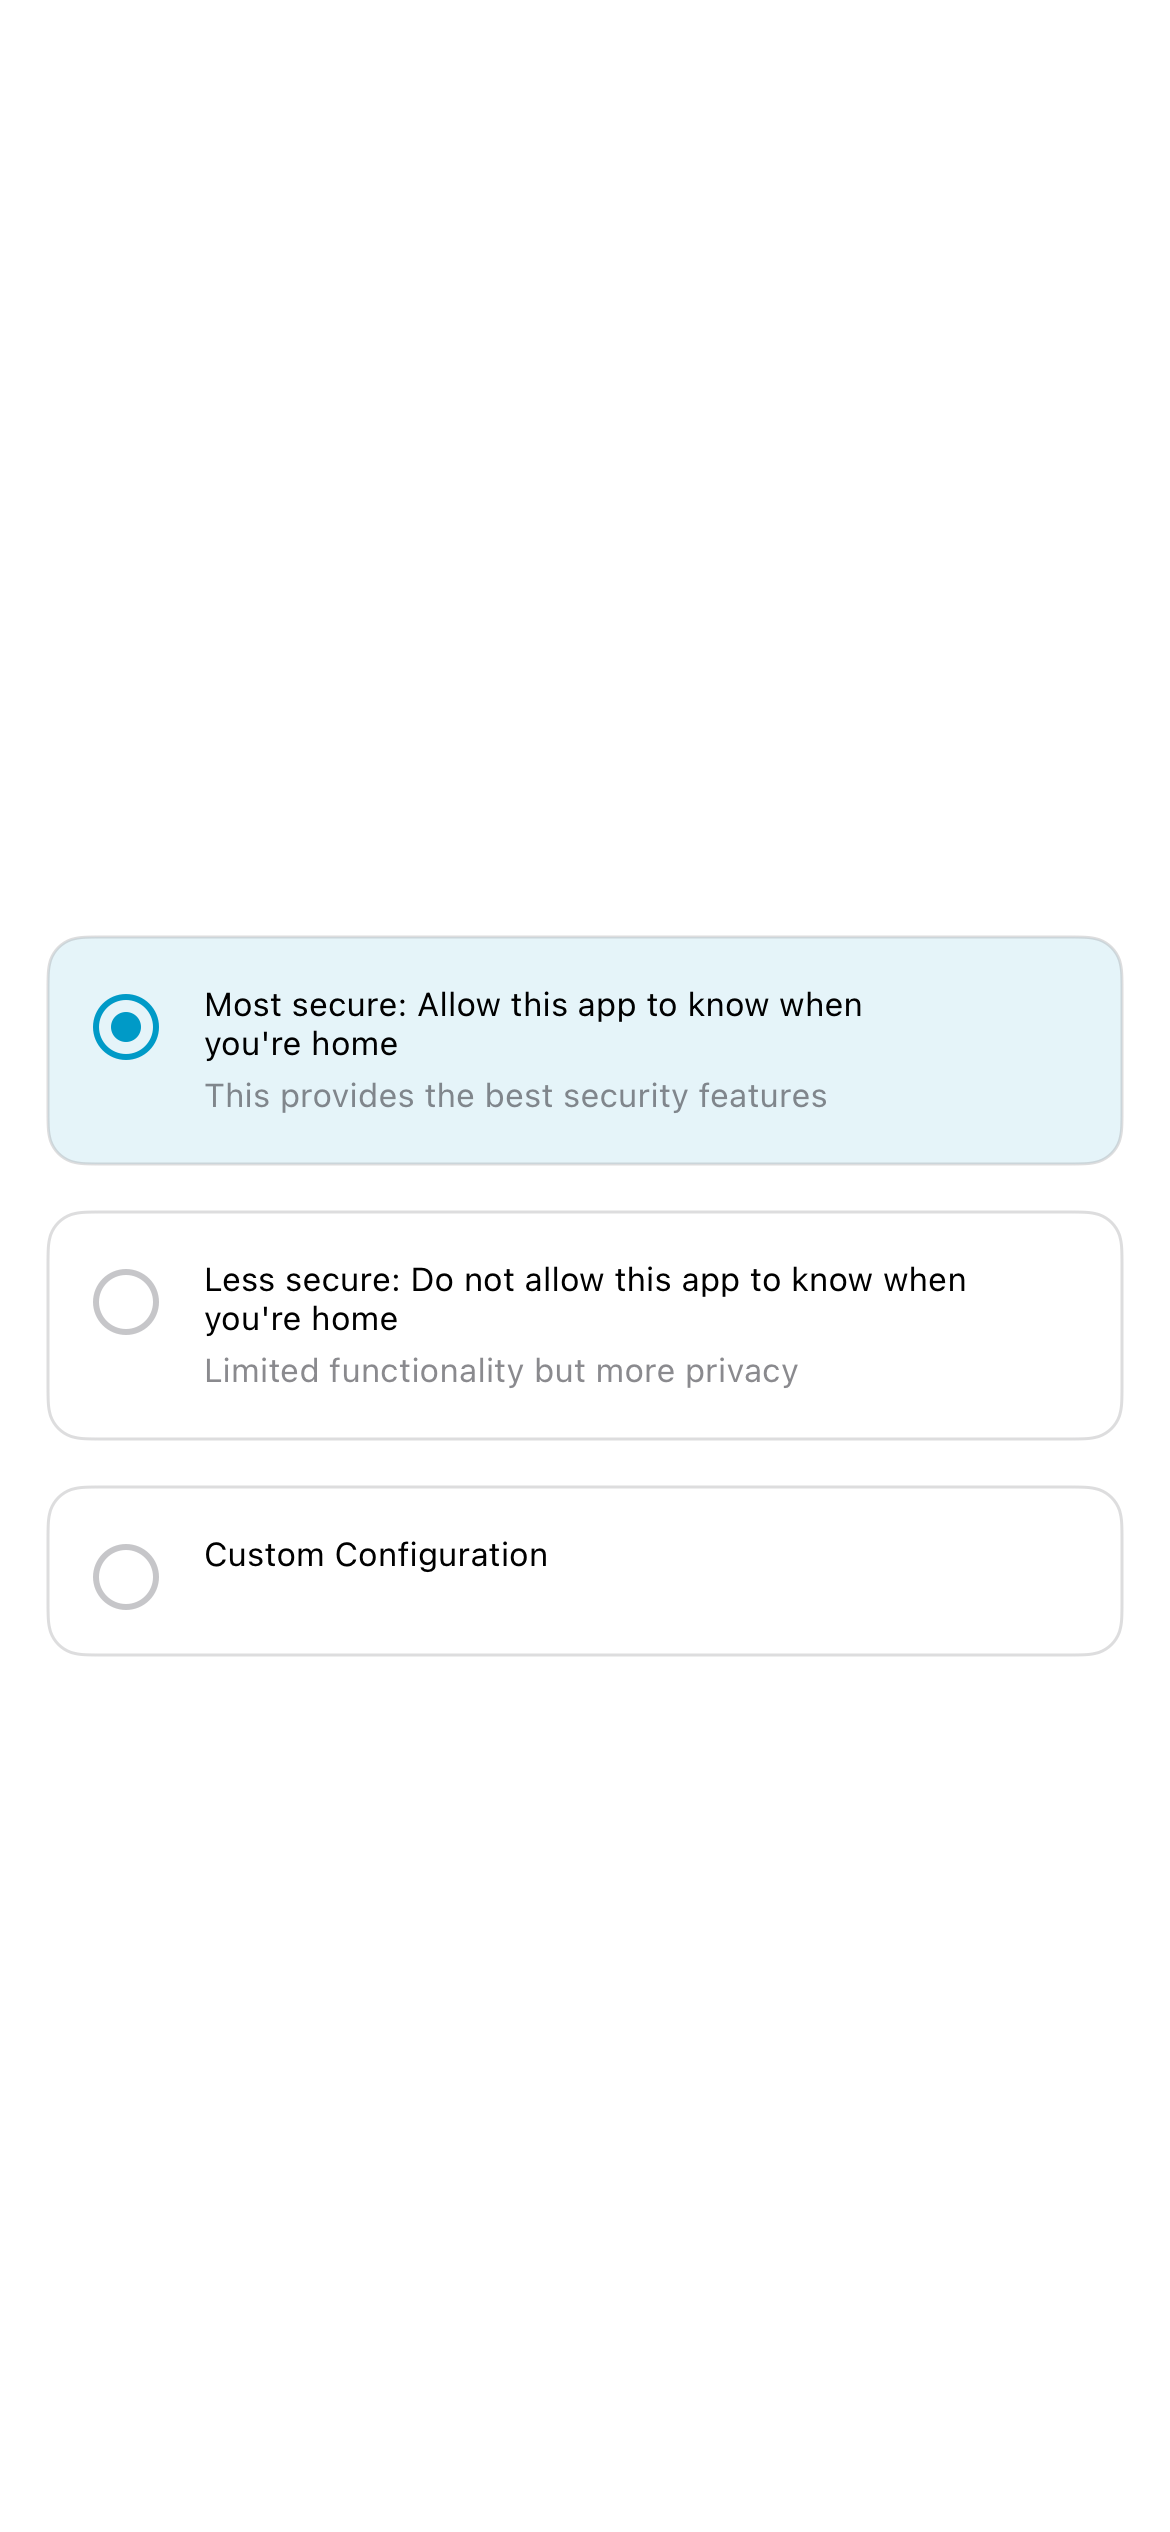 Most secure: Allow this app to know when
you're home
This provides the best security features
Less secure: Do not allow this app to know when
you're home
Limited functionality but more privacy
Custom Configuration